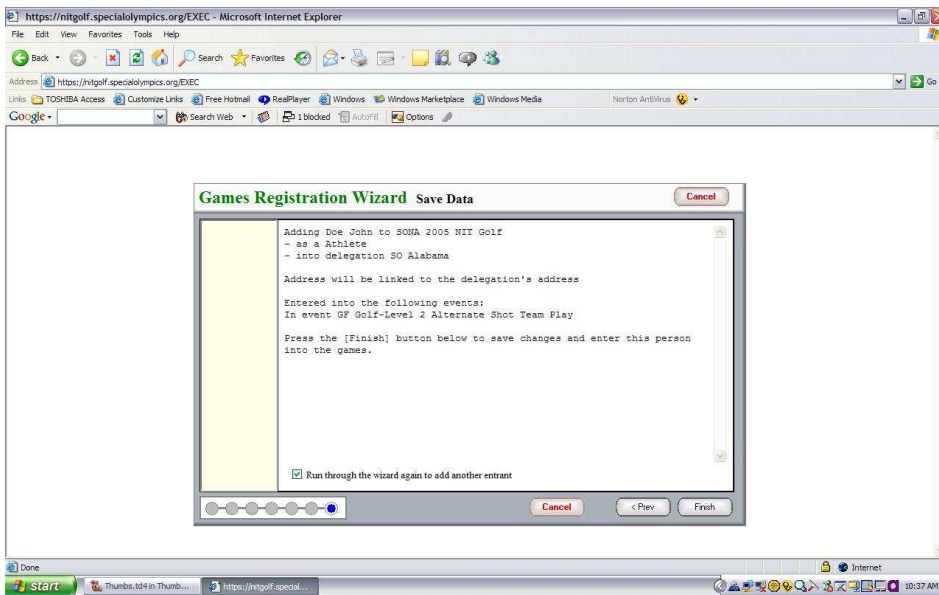 https://nitgolf.specialolympics.org/EXEC - Microsoft Internet Explorer
File Edit View Favorites Tools Help
Back Search Favorites
Address https://nitgolf.specialolympics.org/EXEC Go
Links TOSHIBA Access Customize Links Free Hotmail RealPlayer Windows Windows Marketplace Windows Media Norton AntiVirus
Google Search Web 1 blocked AutoFill Options
Games Registration Wizard Save Data Cancel
Adding Doe John to SONA 2005 NIT Golf
- as a Athlete
- into delegation SO Alabama
Address will be linked to the delegation's address
Entered into the following events:
In event GF Golf-Level 2 Alternate Shot Team Play
Press the [Finish] button below to save changes and enter this person
into the games.
Run through the wizard again to add another entrant
Cancel < Prev Finish
Done Internet
start Thumbs.td4 in Thumb... https://nitgolf.special... 10:37 AM